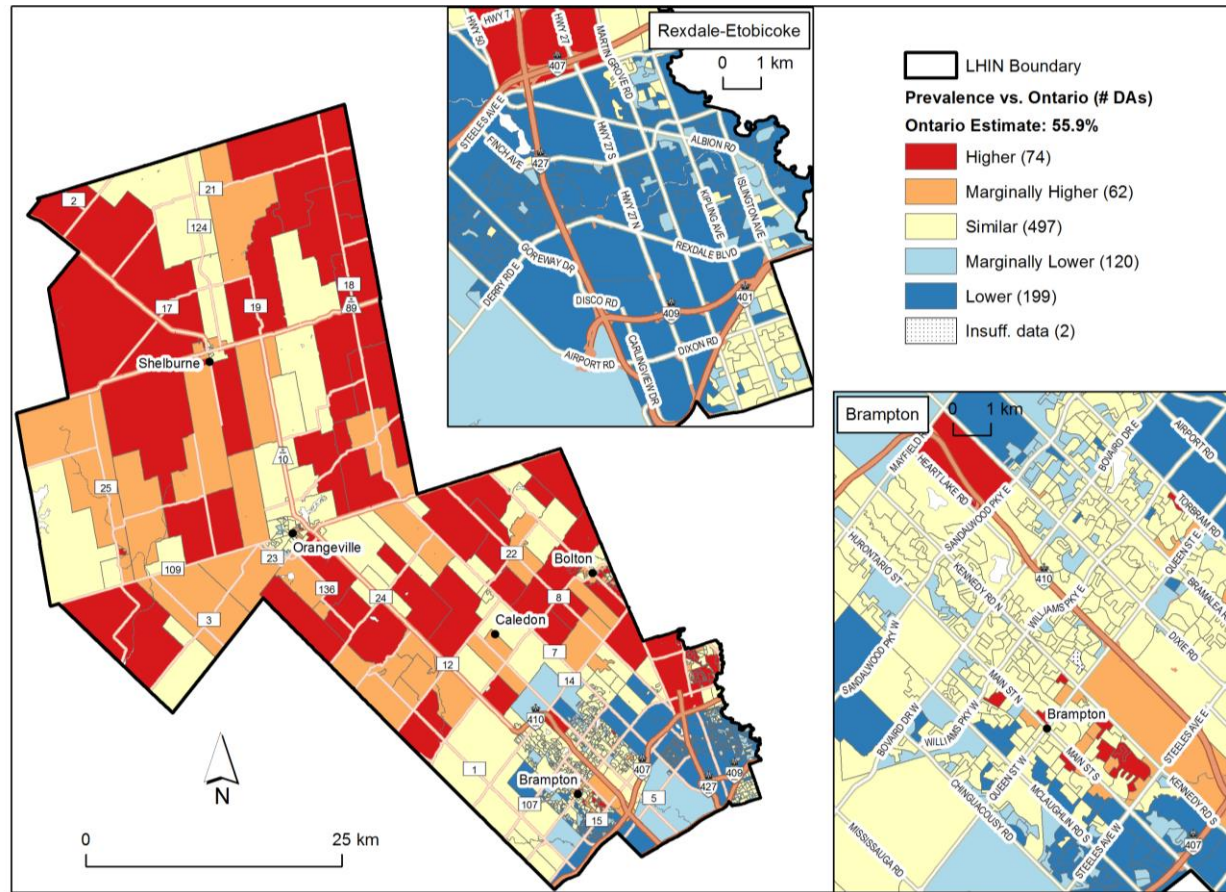 2
21
124
17
19
18
89
Shelburne
10
25
109
23
Orangeville
3
136
24
22
Bolton
8
Caledon
12
7
14
410
1
107
Brampton
15
407
5
427
409
N
0
25 km
Rexdale-Etobicoke
0 1 km
HWY 50
HWY 7
HWY 27
MARTIN GROVE RD
407
STEELES AVE E
FINCH AVE
427
HWY 27 S
ALBION RD
ISLINGTON AVE
KIPLING AVE
HWY 27 N
REXDALE BLVD
GOREWAY DR
DERRY RD E
DISCO RD
409
401
DIXON RD
AIRPORT RD
CARLINGVIEW DR
LHIN Boundary
Prevalence vs. Ontario (# DAs)
Ontario Estimate: 55.9%
Higher (74)
Marginally Higher (62)
Similar (497)
Marginally Lower (120)
Lower (199)
Insuff. data (2)
Brampton
0 1 km
HEART LAKE RD
SANDALWOOD PKY E
BOVAIRD DR E
AIRPORT RD
TORBRAM RD
QUEEN ST E
HURONTARIO ST
KENNEDY RD N
410
WILLIAMS PKY E
DIXIE RD
SANDALWOOD PKY W
MAIN ST N
BOVAIRD DR W
WILLIAMS PKY W
Brampton
STEELES AVE E
QUEEN ST W
MAIN ST S
KENNEDY RD S
CHINGUACOUSY RD
MCLAUGHLIN RD S
STEELES AVE W
407
MISSISSAUGA RD